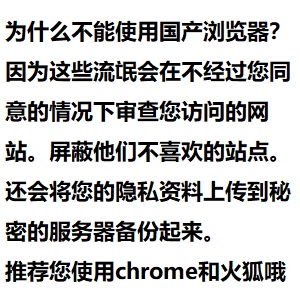 为什么不能使用国产浏览器?
因为这些流氓会在不经过您同
意的情况下审查您访问的网
站。屏蔽他们不喜欢的站点。
还会将您的隐私资料上传到秘
密的服务器备份起来。
推荐您使用chrome和火狐哦